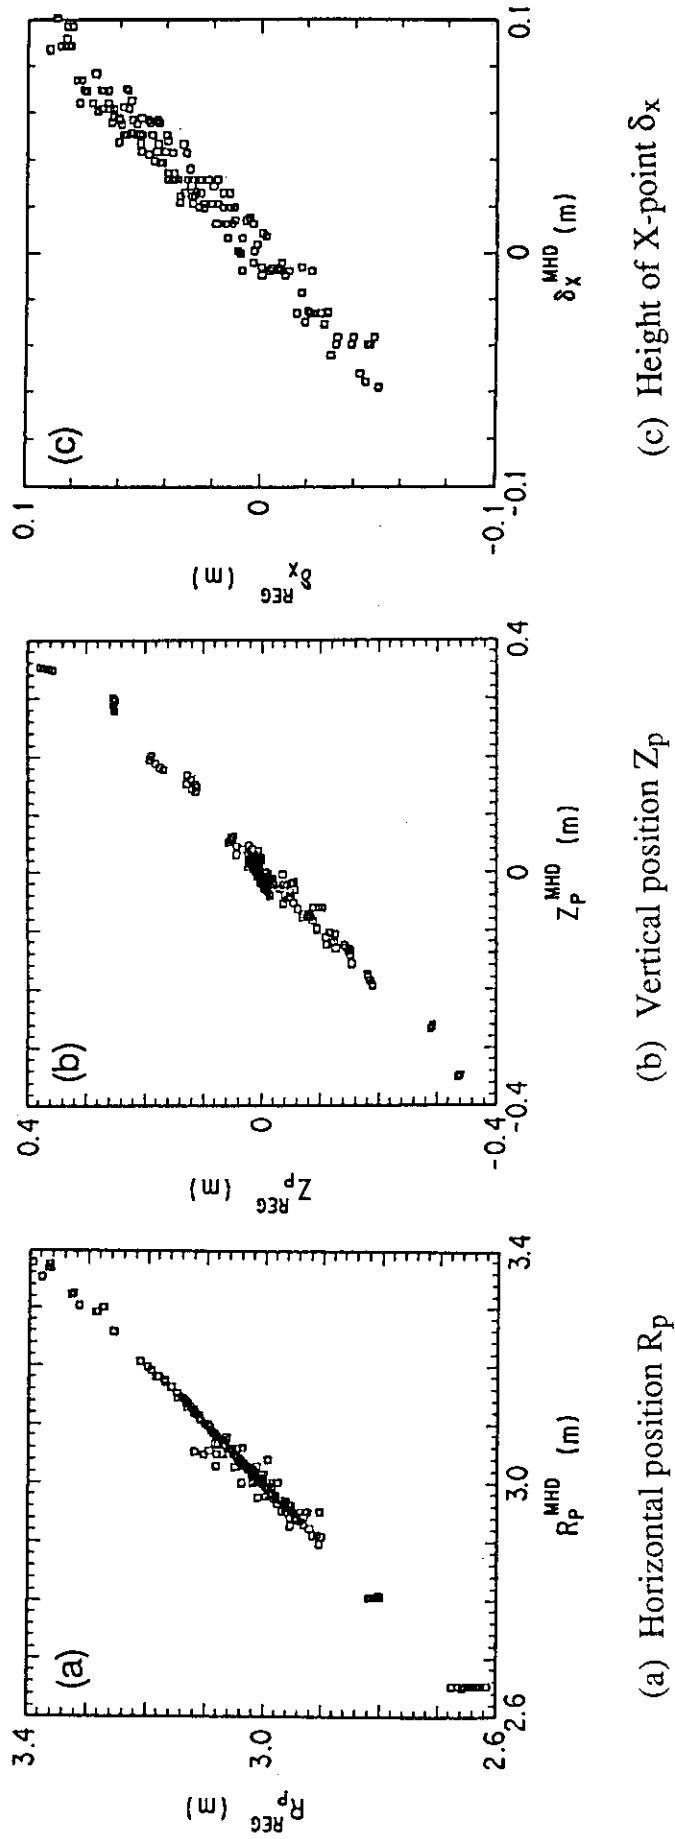 (a)
3.4
3.0
2.6
R_P^REG (m)
2.6
3.0
3.4
R_P^MHD (m)
(a) Horizontal position R_p
(b)
0.4
0
-0.4
Z_P^REG (m)
-0.4
0
0.4
Z_P^MHD (m)
(b) Vertical position Z_p
(c)
0.1
0
-0.1
δ_X^REG (m)
-0.1
0
0.1
δ_X^MHD (m)
(c) Height of X-point δ_x